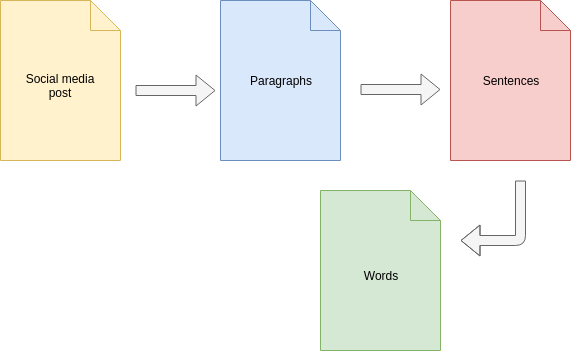 Social media
post
Paragraphs
Sentences
Words